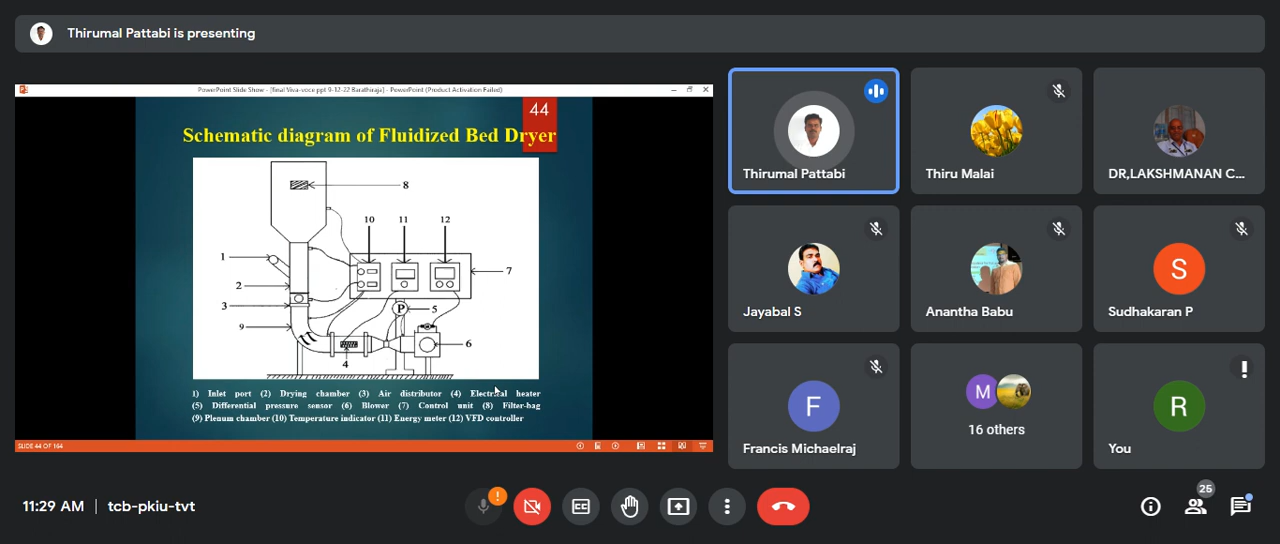 Thirumal Pattabi is presenting
PowerPoint Slide Show - [final Viva-voce ppt 9-12-22 Barathiraja] - PowerPoint (Product Activation Failed)
44
Schematic diagram of Fluidized Bed Dryer
8
10 11 12
1
2
3
9
7
P
5
6
4
1) Inlet port (2) Drying chamber (3) Air distributor (4) Electrical heater
(5) Differential pressure sensor (6) Blower (7) Control unit (8) Filter-bag
(9) Plenum chamber (10) Temperature indicator (11) Energy meter (12) VFD controller
SLIDE 44 OF 164
Thirumal Pattabi
Thiru Malai
DR,LAKSHMANAN C...
Jayabal S
Anantha Babu
S
Sudhakaran P
F
Francis Michaelraj
M
16 others
R
You
11:29 AM | tcb-pkiu-tvt
CC
25